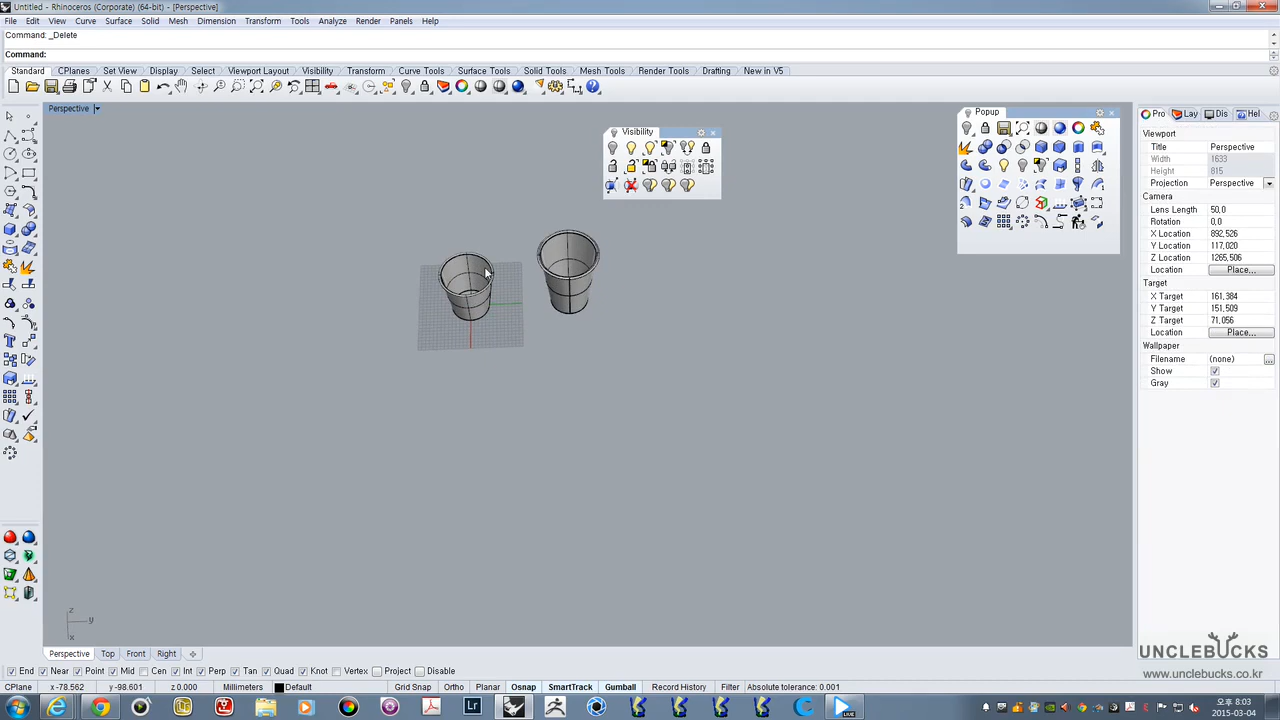 Untitled - Rhinoceros (Corporate) (64-bit) - [Perspective]
File Edit View Curve Surface Solid Mesh Dimension Transform Tools Analyze Render Panels Help
Command: _Delete
Command:
Standard CPlanes Set View Display Select Viewport Layout Visibility Transform Curve Tools Surface Tools Solid Tools Mesh Tools Render Tools Drafting New in V5
Perspective
Visibility
Popup
Pro Lay Dis Hel
Viewport
Title Perspective
Width 1633
Height 815
Projection Perspective
Camera
Lens Length 50,0
Rotation 0,0
X Location 892,526
Y Location 117,020
Z Location 1265,506
Location Place...
Target
X Target 161,384
Y Target 151,509
Z Target 71,056
Location Place...
Wallpaper
Filename (none) ...
Show
Gray
z
y
x
UNCLEBUCKS
www.unclebucks.co.kr
Perspective Top Front Right
End Near Point Mid Cen Int Perp Tan Quad Knot Vertex Project Disable
CPlane x -78.562 y -98.601 z 0.000 Millimeters Default Grid Snap Ortho Planar Osnap SmartTrack Gumball Record History Filter Absolute tolerance: 0.001
Lr
LIVE
오후 8:03
2015-03-04